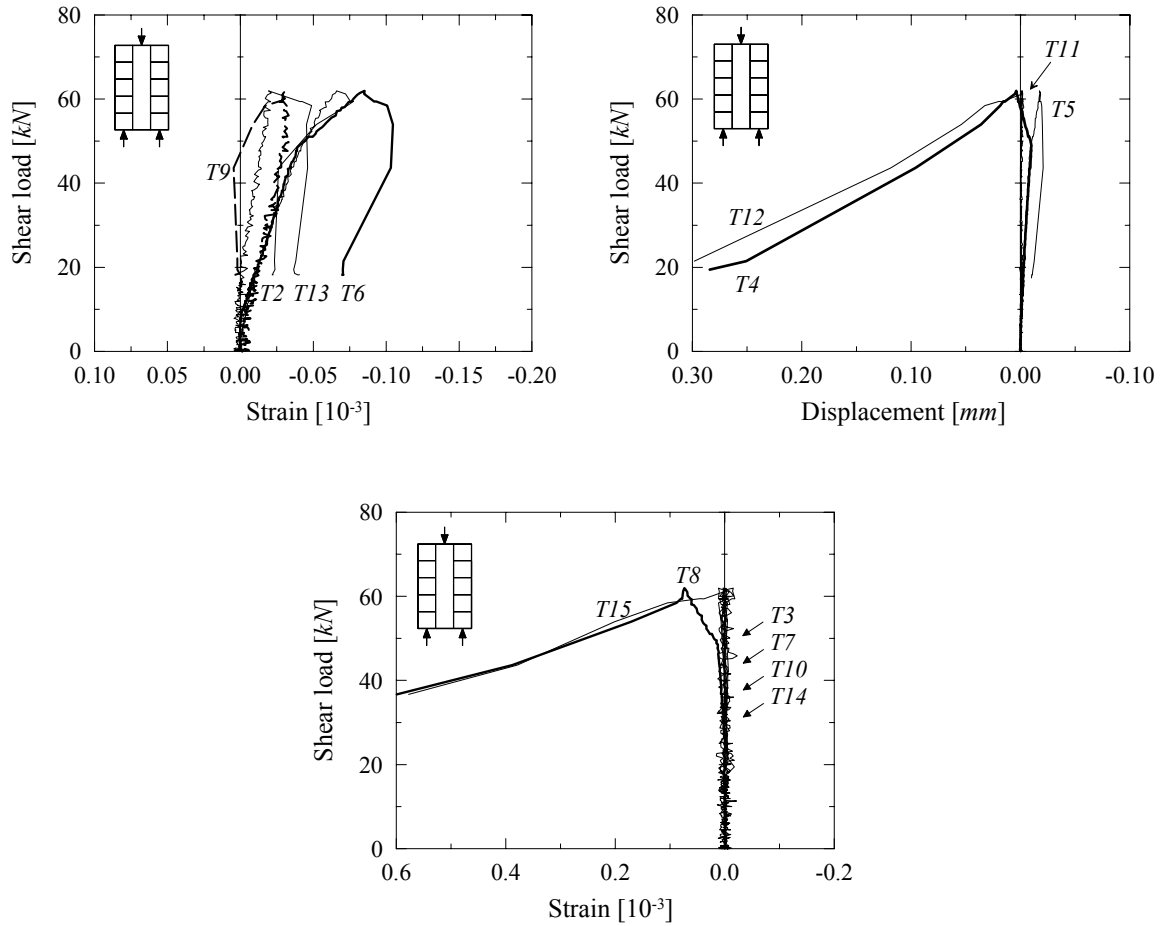 80
60
40
20
0
Shear load [kN]
T9
T2 T13 T6
0.10 0.05 0.00 -0.05 -0.10 -0.15 -0.20
Strain [10-3]
80
60
40
20
0
Shear load [kN]
T11
T5
T12
T4
0.30 0.20 0.10 0.00 -0.10
Displacement [mm]
80
60
40
20
0
Shear load [kN]
T8
T15
T3
T7
T10
T14
0.6 0.4 0.2 0.0 -0.2
Strain [10-3]